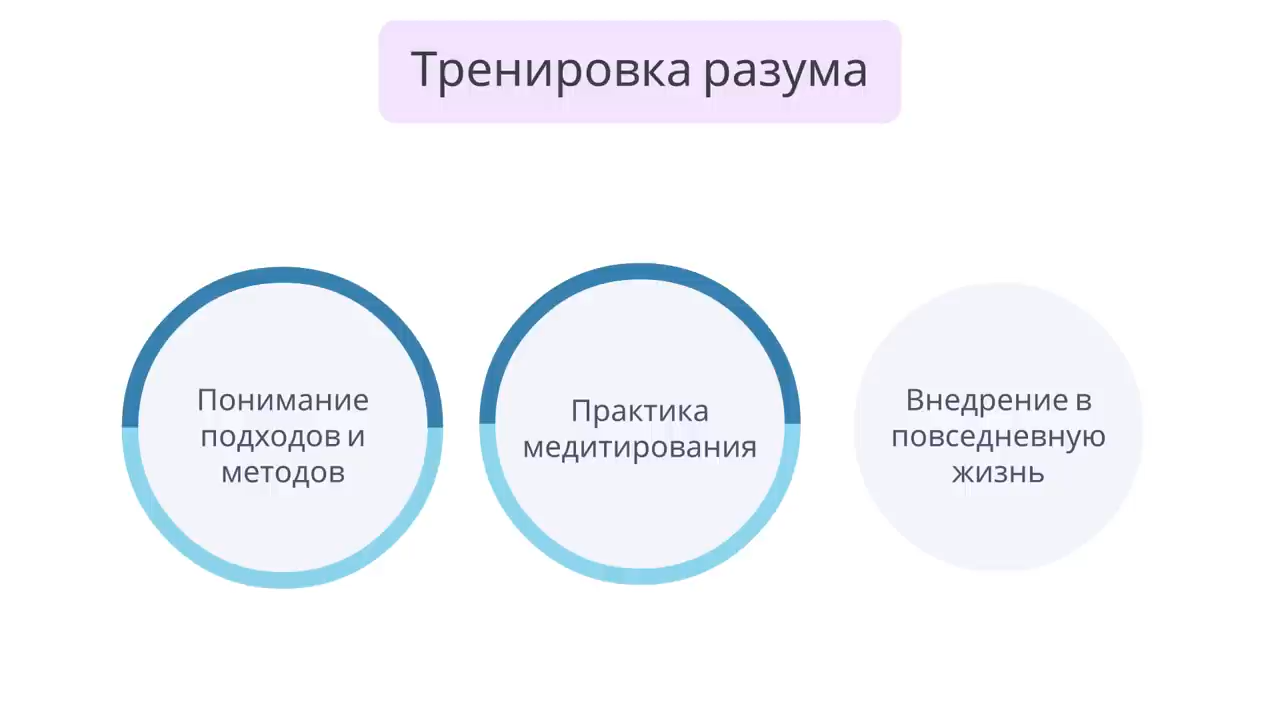 Тренировка разума
Понимание
подходов и
методов
Практика
медитирования
Внедрение в
повседневную
жизнь